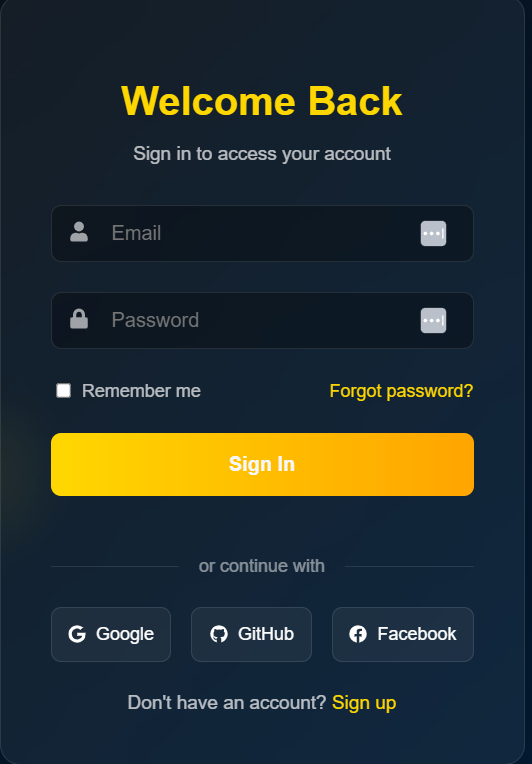 Welcome Back
Sign in to access your account
Email
Password
Remember me Forgot password?
Sign In
or continue with
Google GitHub Facebook
Don't have an account? Sign up